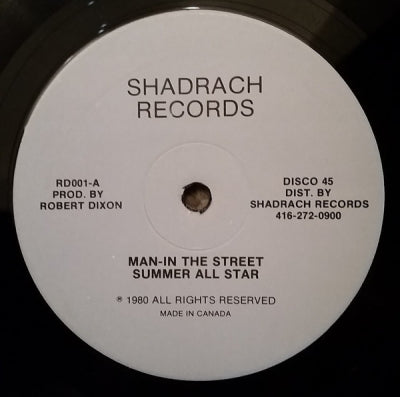 SHADRACH
RECORDS
RD001-A
PROD. BY
ROBERT DIXON
DISCO 45
DIST. BY
SHADRACH RECORDS
416-272-0900
MAN-IN THE STREET
SUMMER ALL STAR
℗ 1980 ALL RIGHTS RESERVED
MADE IN CANADA